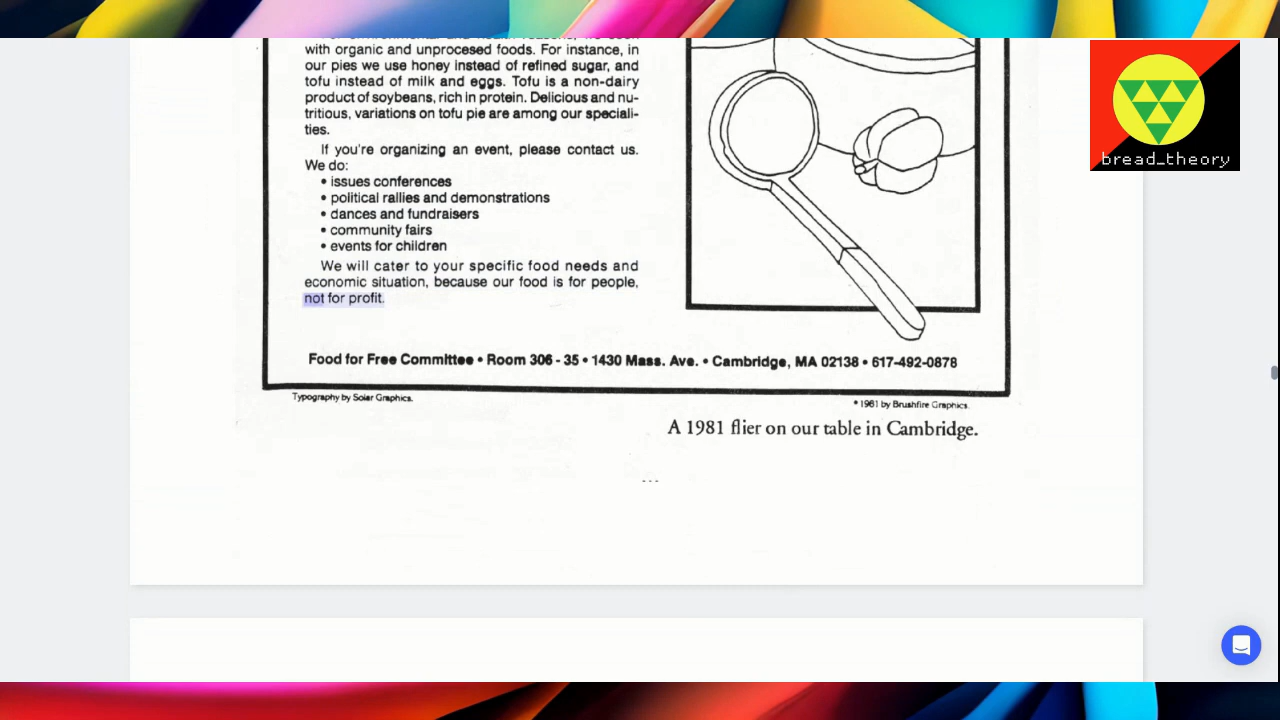 with organic and unprocesed foods. For instance, in
our pies we use honey instead of refined sugar, and
tofu instead of milk and eggs. Tofu is a non-dairy
product of soybeans, rich in protein. Delicious and nu-
tritious, variations on tofu pie are among our speciali-
ties.
If you're organizing an event, please contact us.
We do:
• issues conferences
• political rallies and demonstrations
• dances and fundraisers
• community fairs
• events for children
We will cater to your specific food needs and
economic situation, because our food is for people,
not for profit.
Food for Free Committee • Room 306 - 35 • 1430 Mass. Ave. • Cambridge, MA 02138 • 617-492-0878
Typography by Solar Graphics.
• 1981 by Brushfire Graphics.
A 1981 flier on our table in Cambridge.
bread_theory